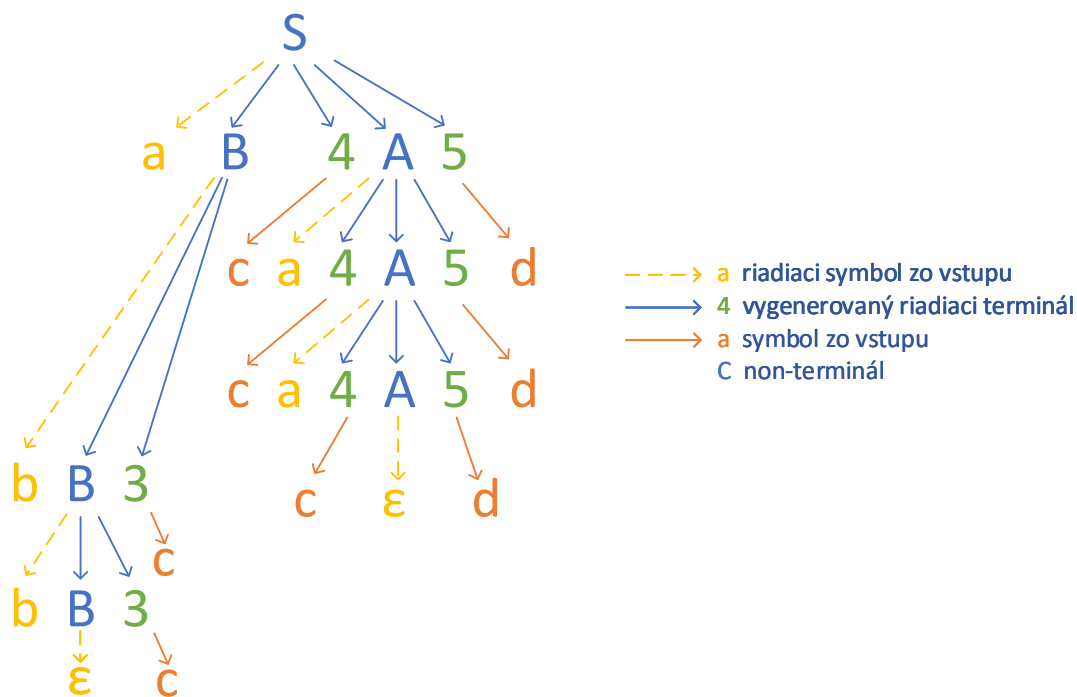 S
a B 4 A 5
c a 4 A 5 d
a riadiaci symbol zo vstupu
4 vygenerovaný riadiaci terminál
a symbol zo vstupu
C non-terminál
c a 4 A 5 d
b B 3
c ε d
c
b B 3
ε c